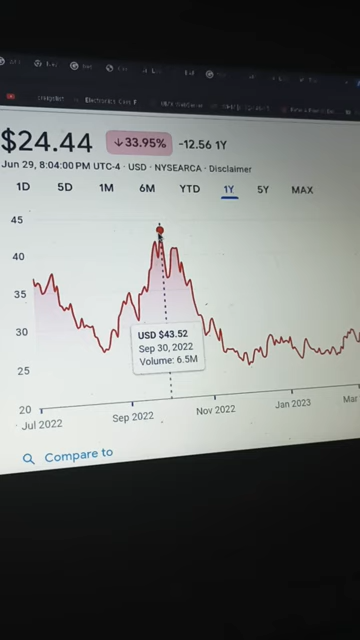 $24.44 ↓33.95% -12.56 1Y
Jun 29, 8:04:00 PM UTC-4 · USD · NYSEARCA · Disclaimer
1D 5D 1M 6M YTD 1Y 5Y MAX
45
40
35
30
25
20
USD $43.52
Sep 30, 2022
Volume: 6.5M
Jul 2022 Sep 2022 Nov 2022 Jan 2023 Mar
Compare to